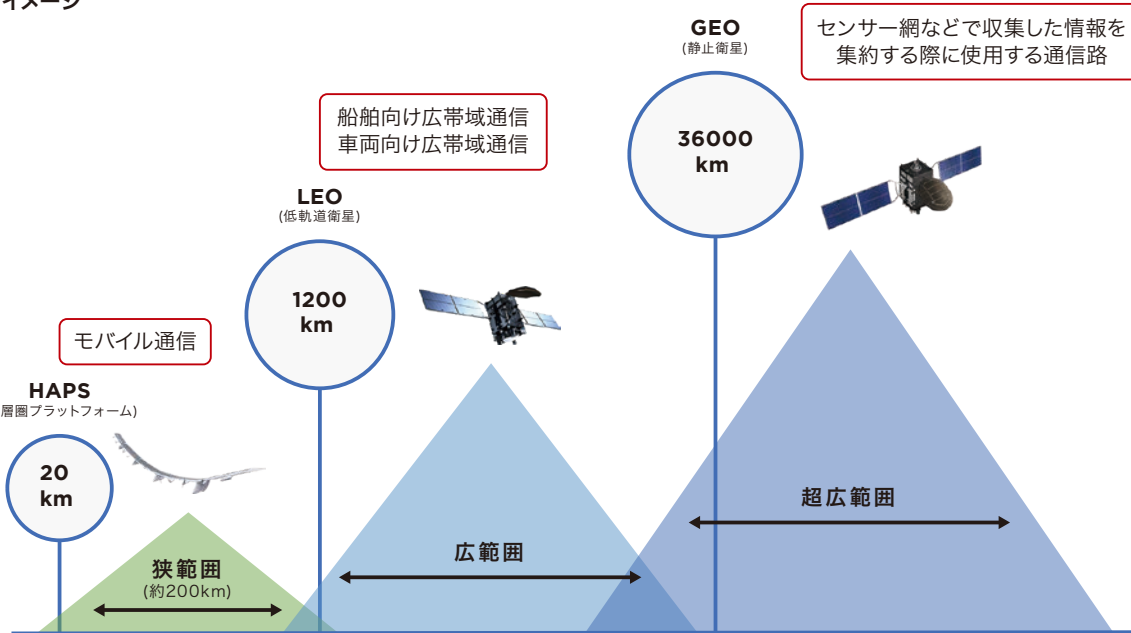 イメージ
GEO
(静止衛星)
36000
km
センサー網などで収集した情報を
集約する際に使用する通信路
船舶向け広帯域通信
車両向け広帯域通信
LEO
(低軌道衛星)
1200
km
モバイル通信
HAPS
層圏プラットフォーム)
20
km
狭範囲
(約200km)
広範囲
超広範囲